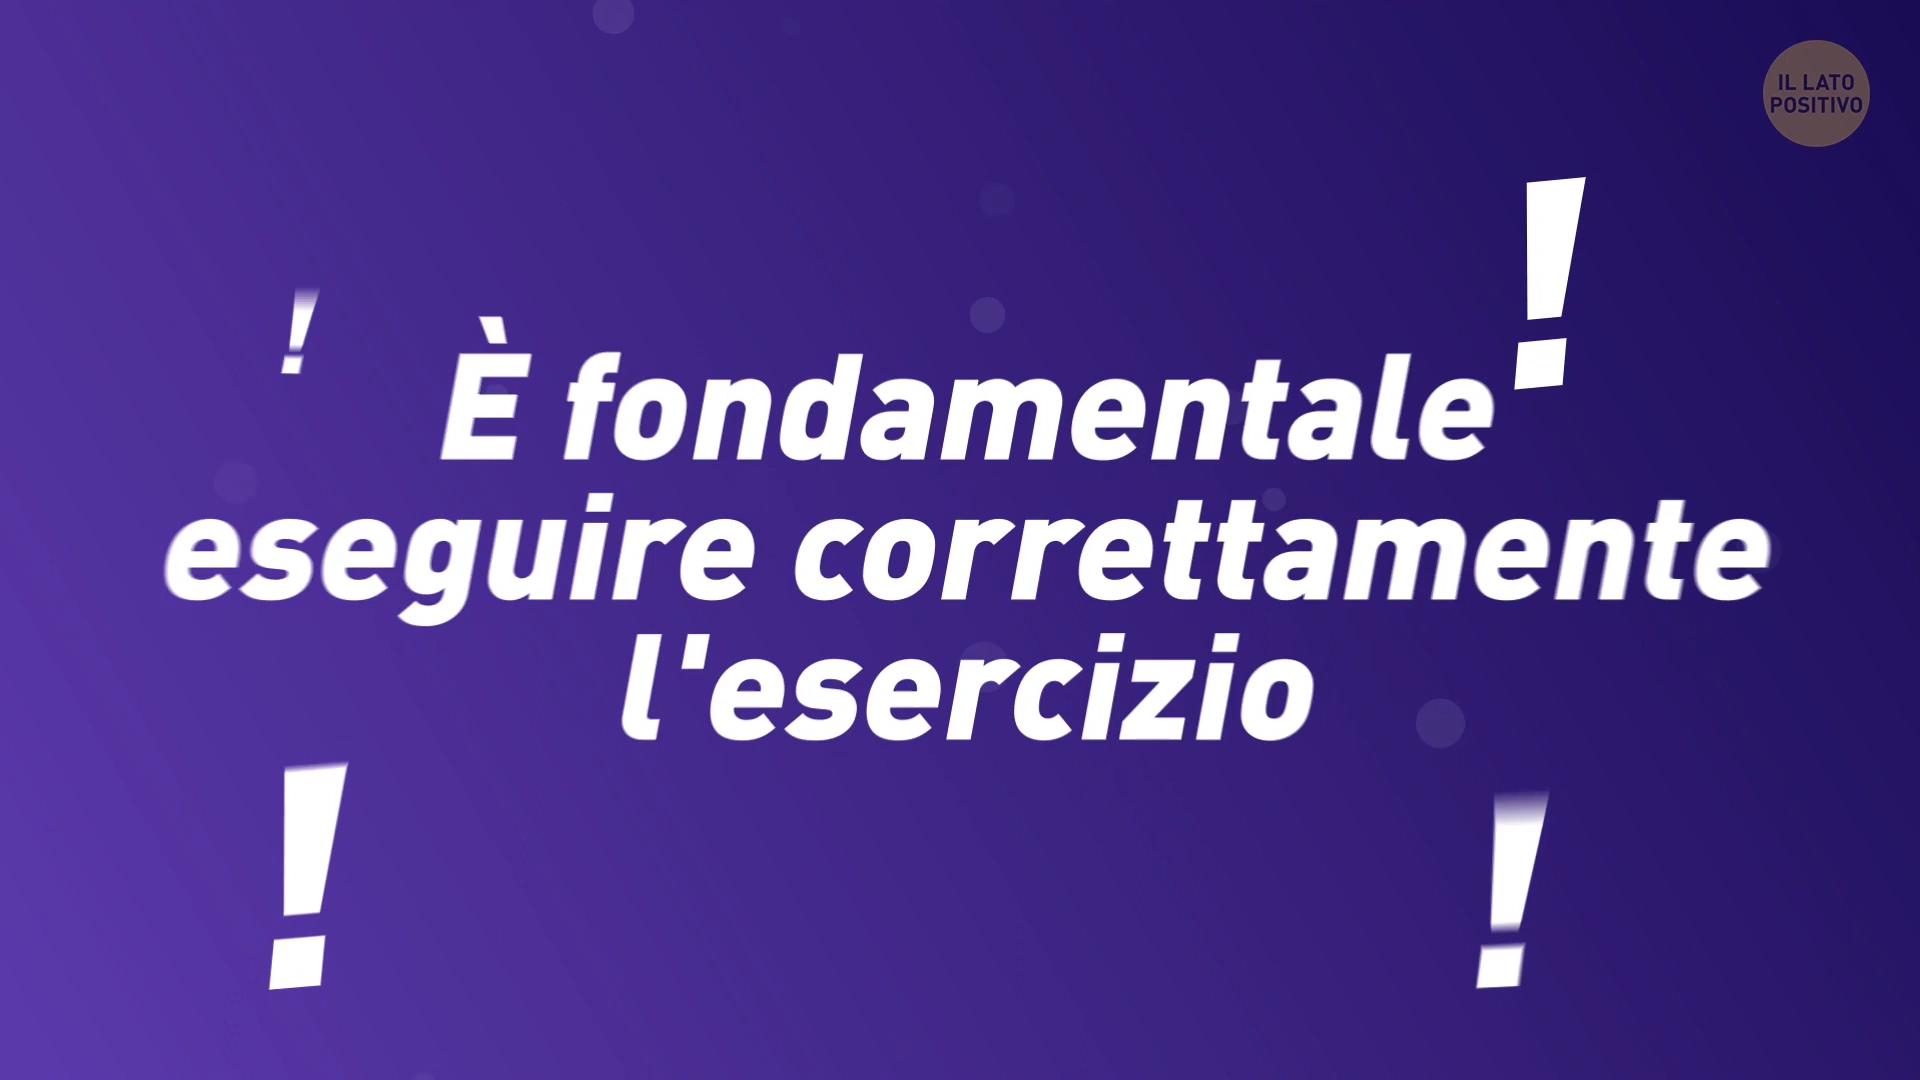 IL LATO
POSITIVO
!
!
È fondamentale
eseguire correttamente
l'esercizio
!
!